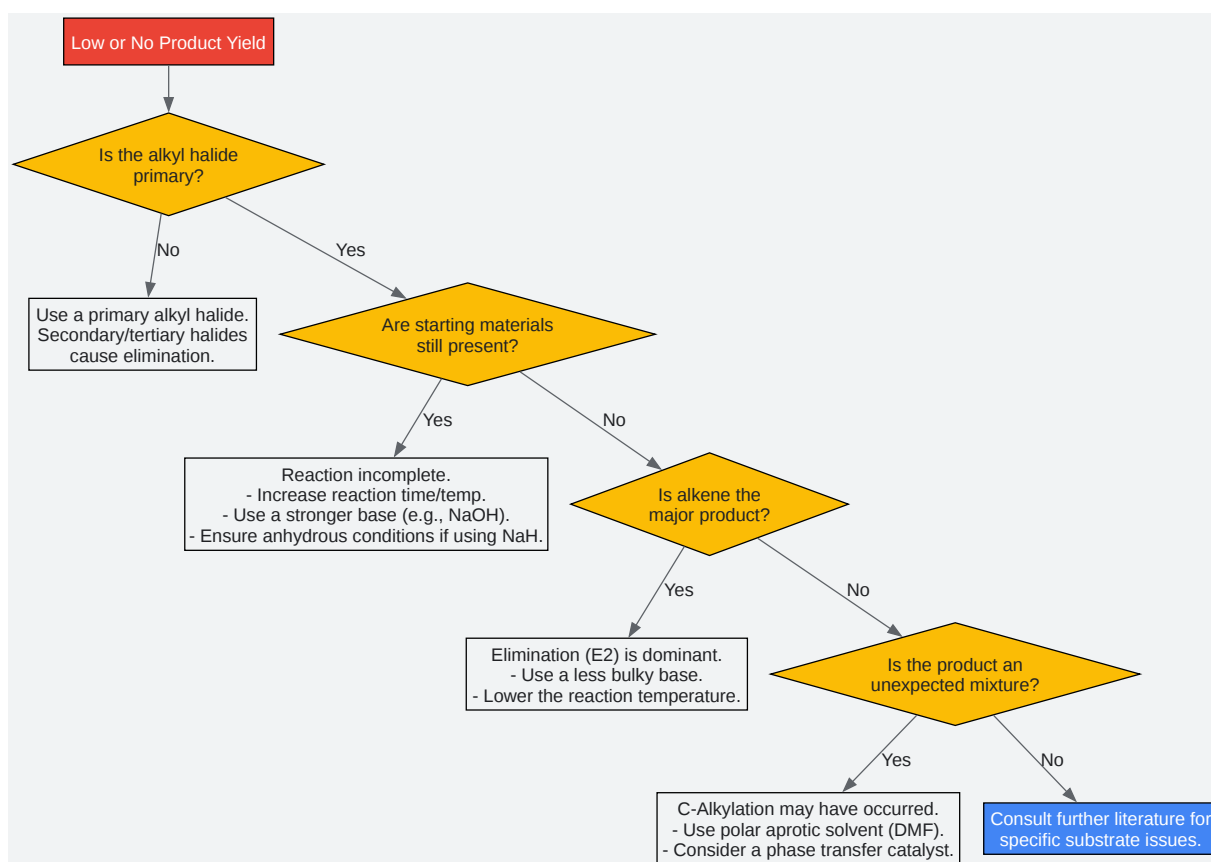 Low or No Product Yield
Is the alkyl halide
primary?
No
Yes
Use a primary alkyl halide.
Secondary/tertiary halides
cause elimination.
Are starting materials
still present?
Yes
No
Reaction incomplete.
- Increase reaction time/temp.
- Use a stronger base (e.g., NaOH).
- Ensure anhydrous conditions if using NaH.
Is alkene the
major product?
Yes
No
Elimination (E2) is dominant.
- Use a less bulky base.
- Lower the reaction temperature.
Is the product an
unexpected mixture?
Yes
No
C-Alkylation may have occurred.
- Use polar aprotic solvent (DMF).
- Consider a phase transfer catalyst.
Consult further literature for
specific substrate issues.